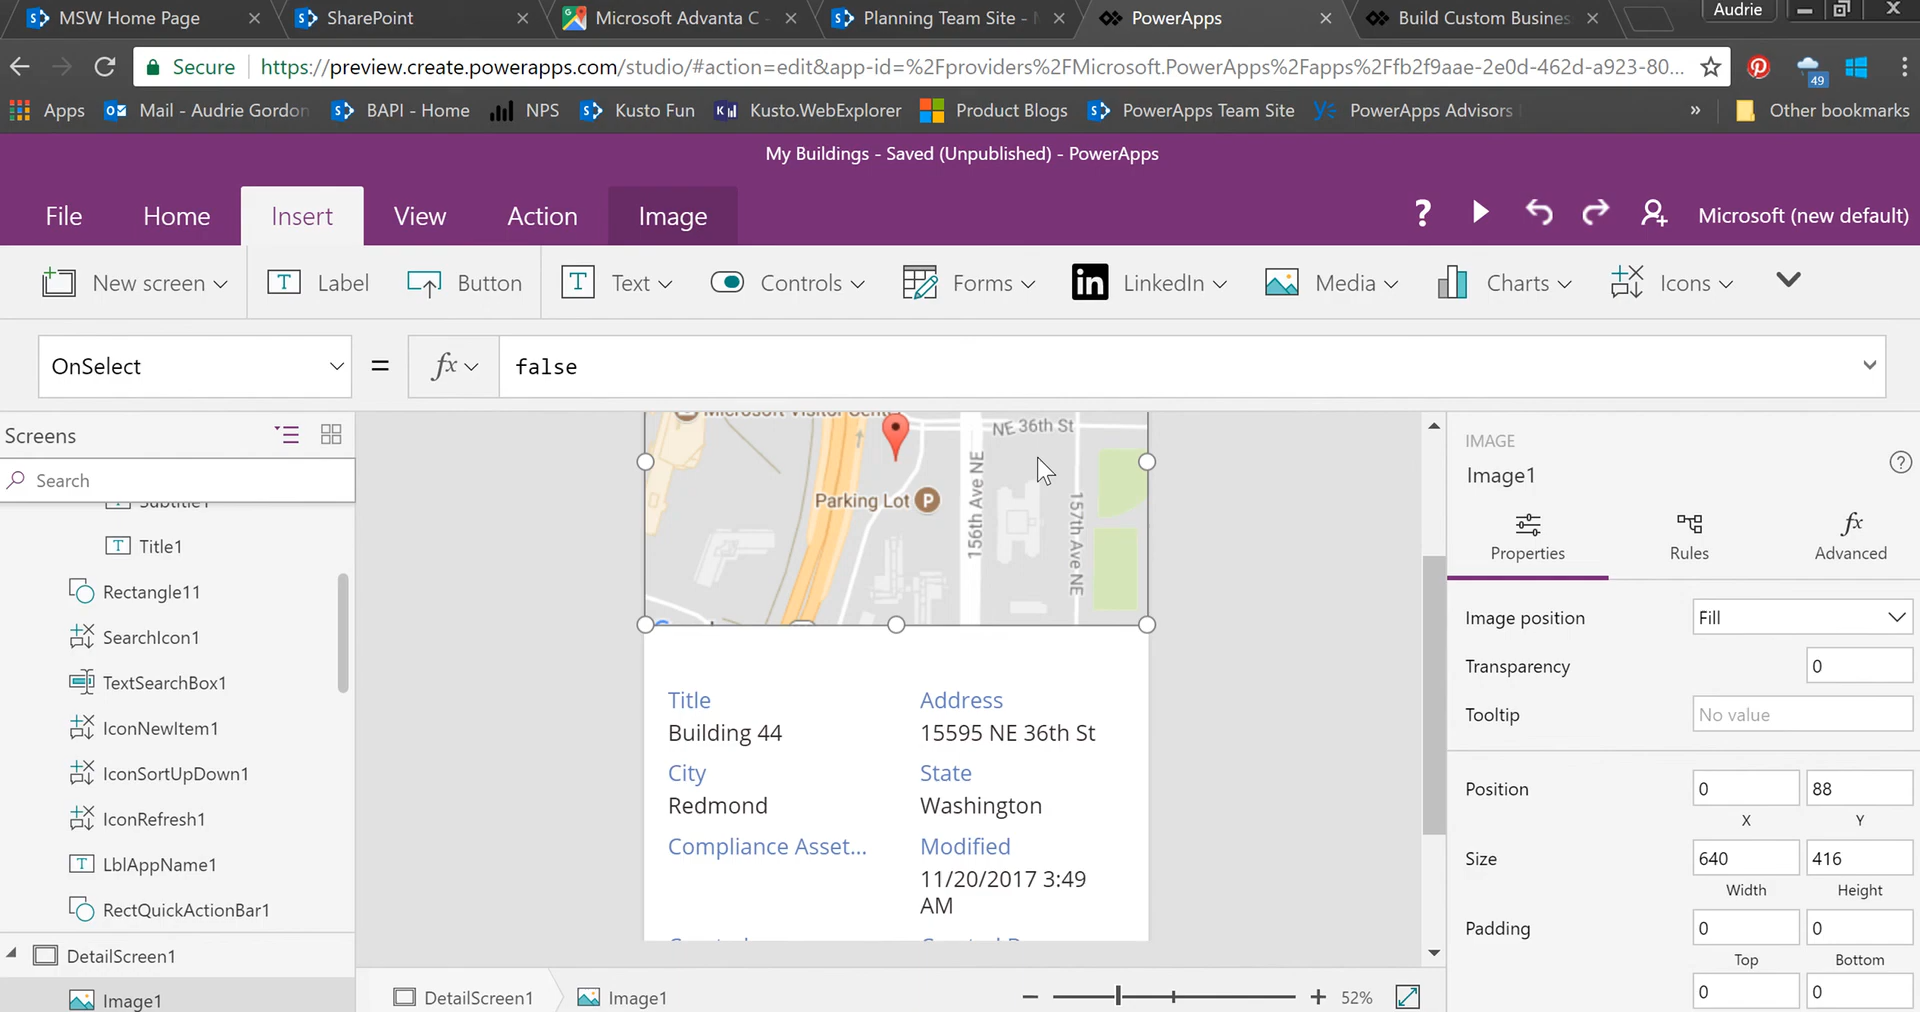 MSW Home Page
SharePoint
Microsoft Advanta C
Planning Team Site -
PowerApps
Build Custom Busines
Audrie
Secure
https://preview.create.powerapps.com/studio/#action=edit&app-id=%2Fproviders%2FMicrosoft.PowerApps%2Fapps%2Ffb2f9aae-2e0d-462d-a923-80...
49
Apps
Mail - Audrie Gordon
BAPI - Home
NPS
Kusto Fun
Kusto.WebExplorer
Product Blogs
PowerApps Team Site
PowerApps Advisors
»
Other bookmarks
My Buildings - Saved (Unpublished) - PowerApps
File
Home
Insert
View
Action
Image
?
Microsoft (new default)
New screen
Label
Button
Text
Controls
Forms
LinkedIn
Media
Charts
Icons
OnSelect
=
fx
false
Screens
Search
Subtitle1
Title1
Rectangle11
SearchIcon1
TextSearchBox1
IconNewItem1
IconSortUpDown1
IconRefresh1
LblAppName1
RectQuickActionBar1
DetailScreen1
Image1
Microsoft Visitor Cent
NE 36th St
Parking Lot P
156th Ave NE
157th Ave NE
Title
Building 44
Address
15595 NE 36th St
City
Redmond
State
Washington
Compliance Asset...
Modified
11/20/2017 3:49
AM
DetailScreen1
Image1
52%
IMAGE
Image1
?
Properties
Rules
fx
Advanced
Image position
Fill
Transparency
0
Tooltip
No value
Position
0
88
X
Y
Size
640
416
Width
Height
Padding
0
0
Top
Bottom
0
0